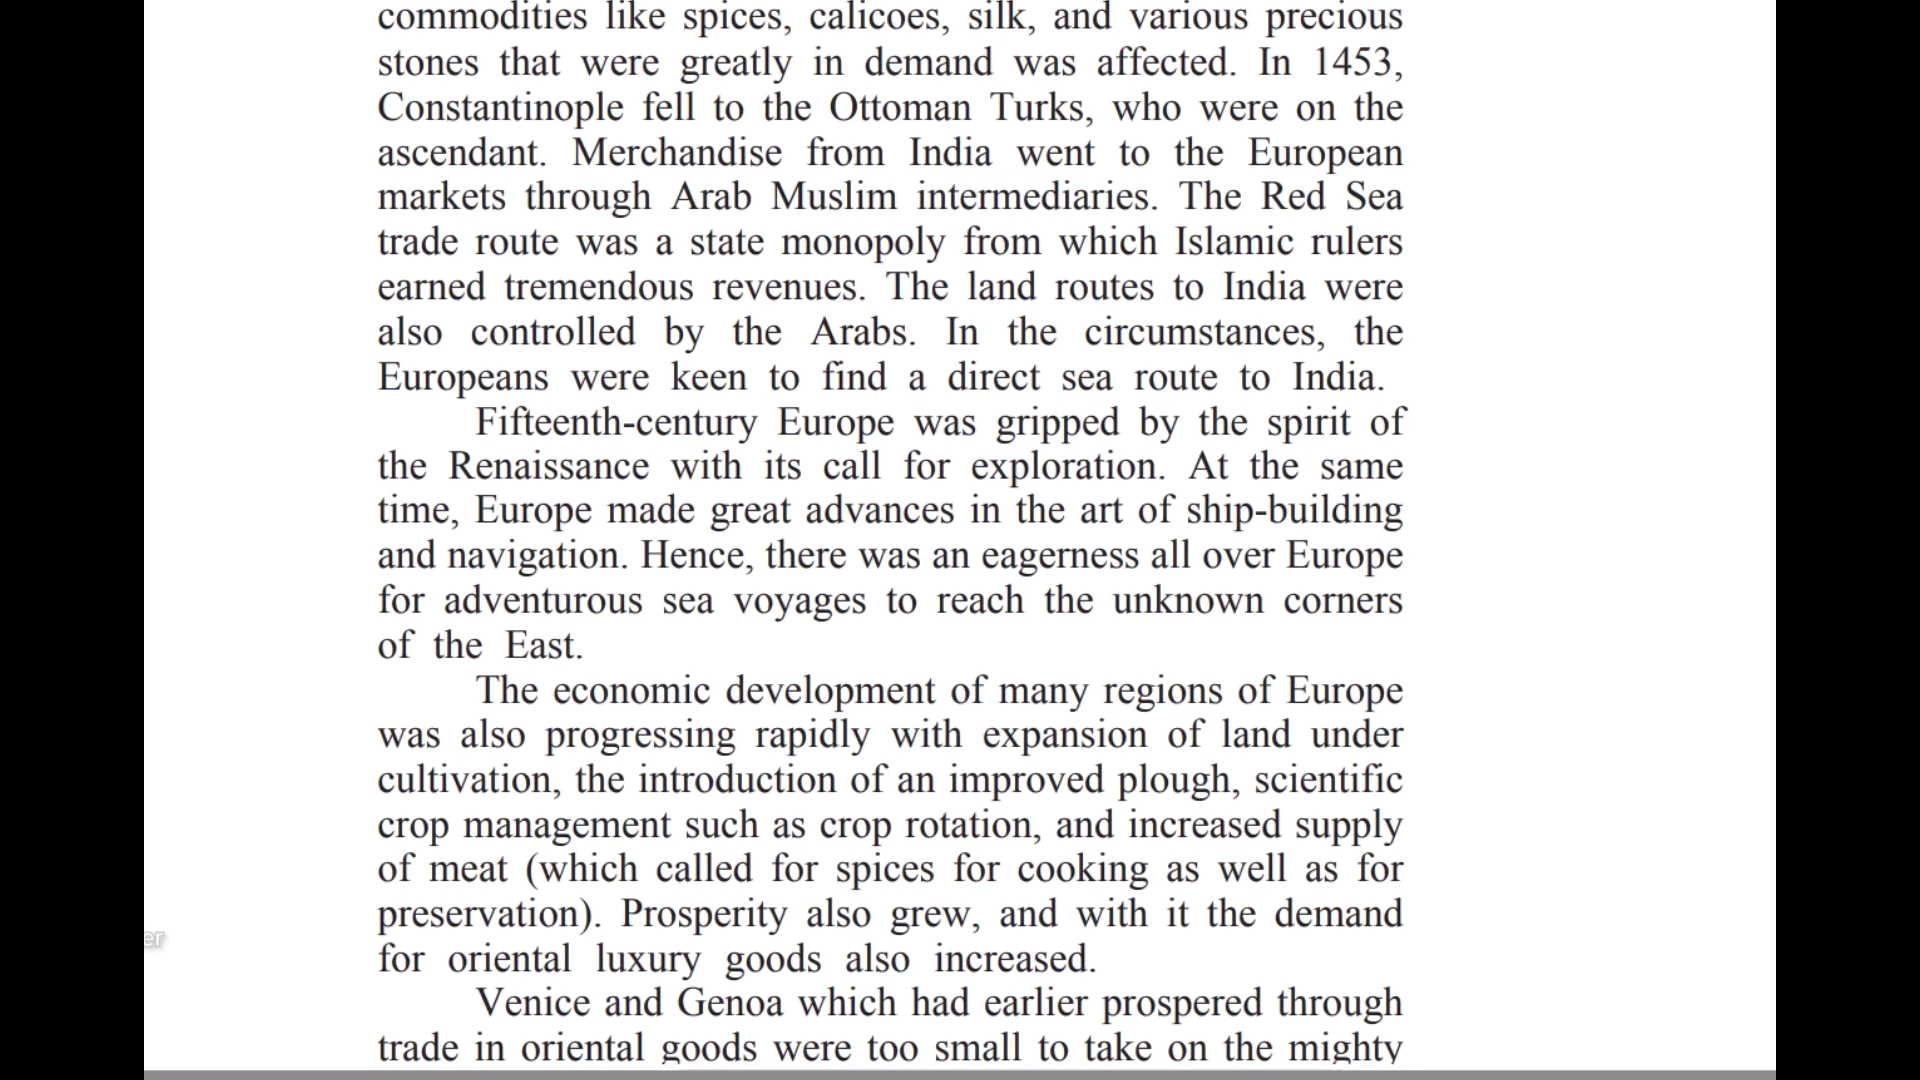 commodities like spices, calicoes, silk, and various precious
stones that were greatly in demand was affected. In 1453,
Constantinople fell to the Ottoman Turks, who were on the
ascendant. Merchandise from India went to the European
markets through Arab Muslim intermediaries. The Red Sea
trade route was a state monopoly from which Islamic rulers
earned tremendous revenues. The land routes to India were
also controlled by the Arabs. In the circumstances, the
Europeans were keen to find a direct sea route to India.
Fifteenth-century Europe was gripped by the spirit of
the Renaissance with its call for exploration. At the same
time, Europe made great advances in the art of ship-building
and navigation. Hence, there was an eagerness all over Europe
for adventurous sea voyages to reach the unknown corners
of the East.
The economic development of many regions of Europe
was also progressing rapidly with expansion of land under
cultivation, the introduction of an improved plough, scientific
crop management such as crop rotation, and increased supply
of meat (which called for spices for cooking as well as for
preservation). Prosperity also grew, and with it the demand
er
for oriental luxury goods also increased.
Venice and Genoa which had earlier prospered through
trade in oriental goods were too small to take on the mighty